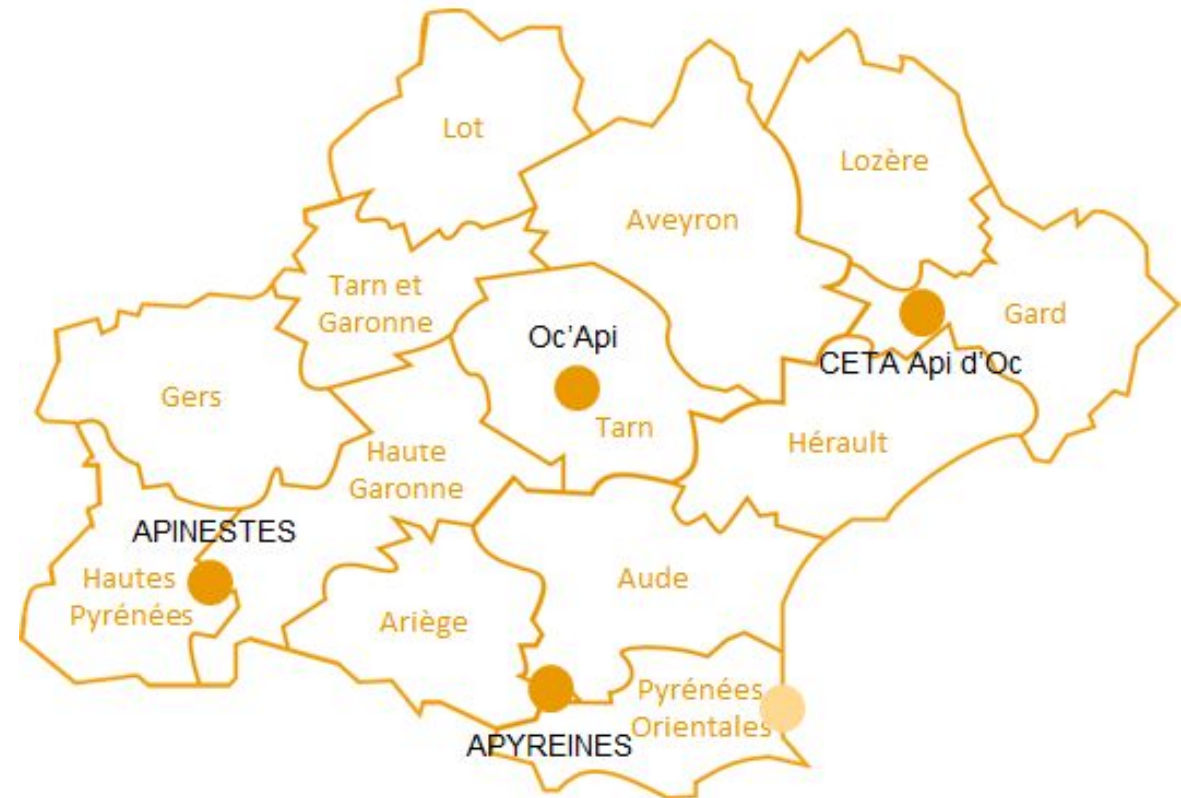 Lot
Lozère
Aveyron
Tarn et
Garonne
Gard
Oc'Api
CETA Api d'Oc
Gers
Tarn
Hérault
Haute
Garonne
APINESTES
Hautes
Pyrénées
Aude
Ariège
Pyrénées
Orientales
APYREINES